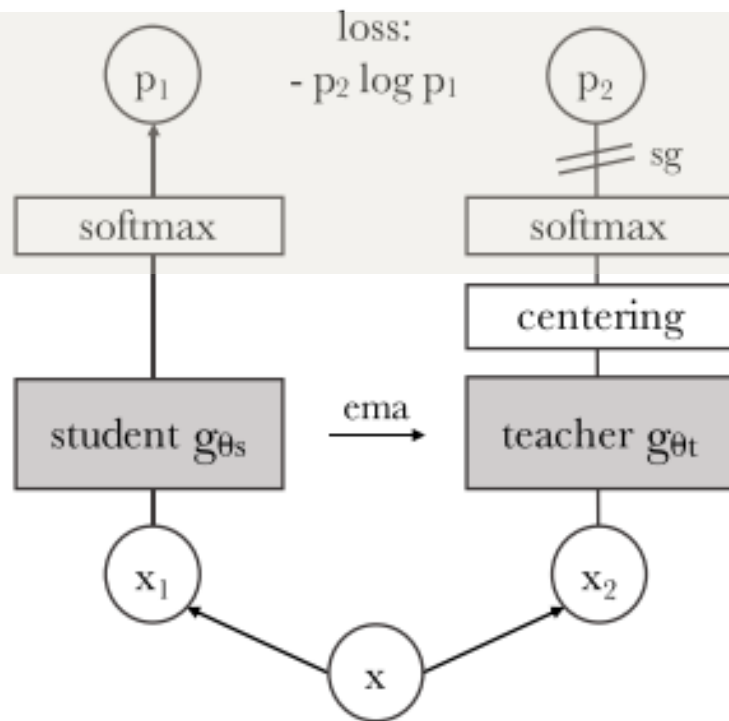 loss:
p₁ - p₂ log p₁ p₂
sg
softmax softmax
centering
student gθs ema teacher gθt
x₁ x₂
x